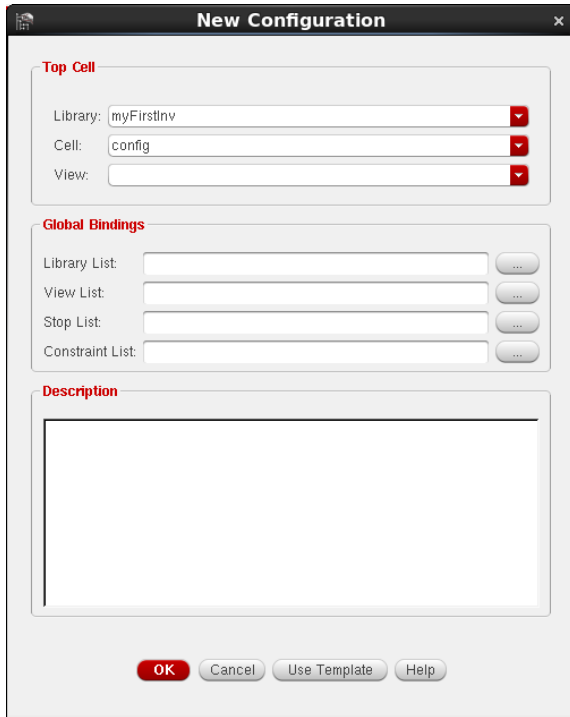 New Configuration
Top Cell
Library: myFirstInv
Cell: config
View:
Global Bindings
Library List: ...
View List: ...
Stop List: ...
Constraint List: ...
Description
OK Cancel Use Template Help